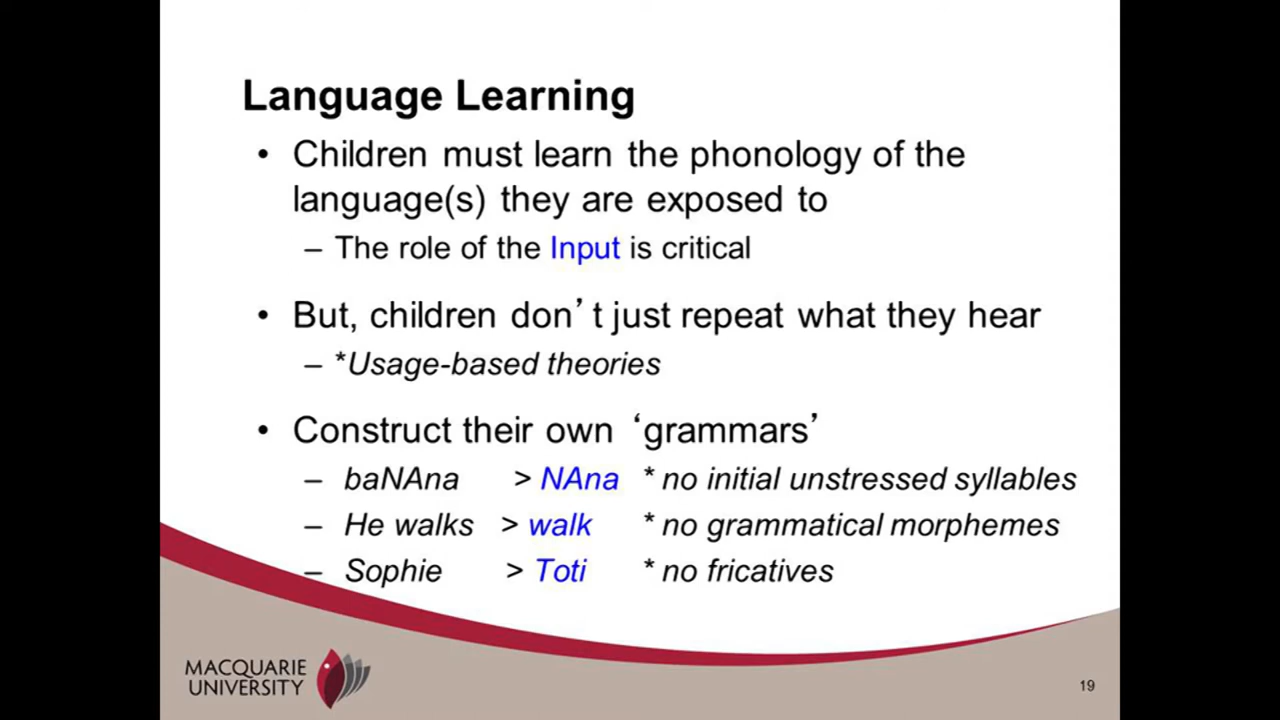 Language Learning
• Children must learn the phonology of the
language(s) they are exposed to
– The role of the Input is critical
• But, children don’t just repeat what they hear
– *Usage-based theories
• Construct their own ‘grammars’
– baNAna > NAna * no initial unstressed syllables
– He walks > walk * no grammatical morphemes
– Sophie > Toti * no fricatives
MACQUARIE
UNIVERSITY
19